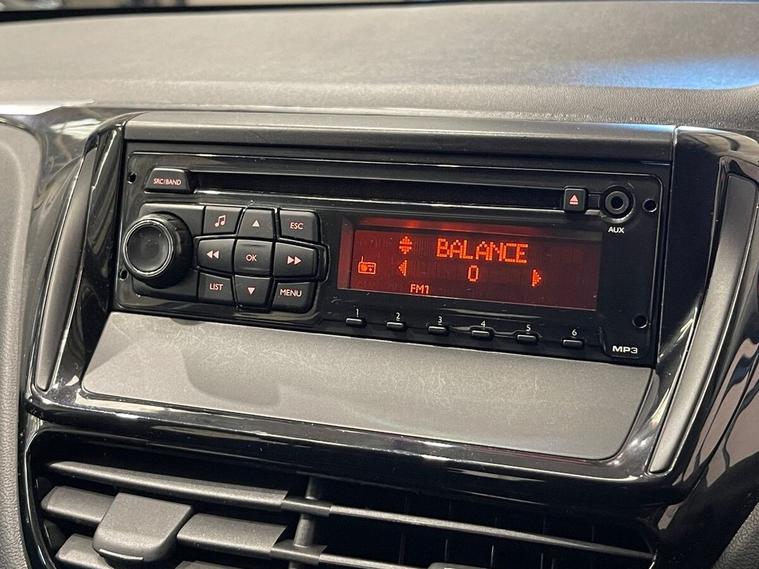 SRC/BAND
ESC
AUX
BALANCE
OK
0
LIST
MENU
FM1
1 2 3 4 5 6
MP3